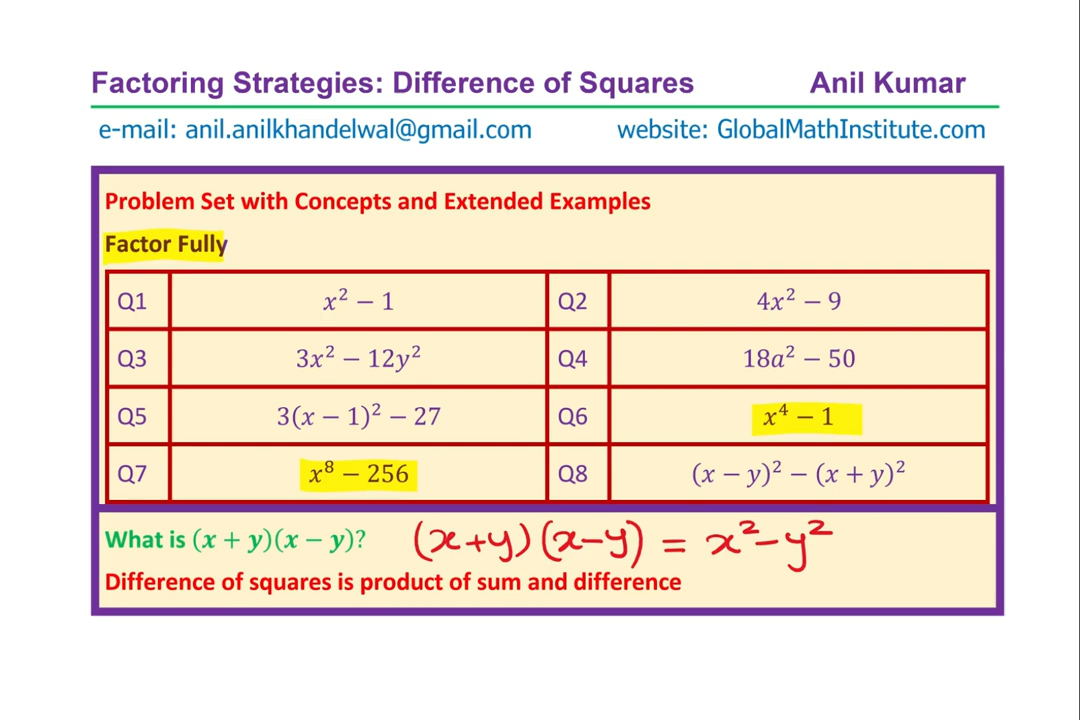 Factoring Strategies: Difference of Squares Anil Kumar
e-mail: anil.anilkhandelwal@gmail.com website: GlobalMathInstitute.com
Problem Set with Concepts and Extended Examples
Factor Fully
Q1 x² − 1 Q2 4x² − 9
Q3 3x² − 12y² Q4 18a² − 50
Q5 3(x − 1)² − 27 Q6 x⁴ − 1
Q7 x⁸ − 256 Q8 (x − y)² − (x + y)²
What is (x + y)(x − y)? (x+y)(x−y) = x²−y²
Difference of squares is product of sum and difference